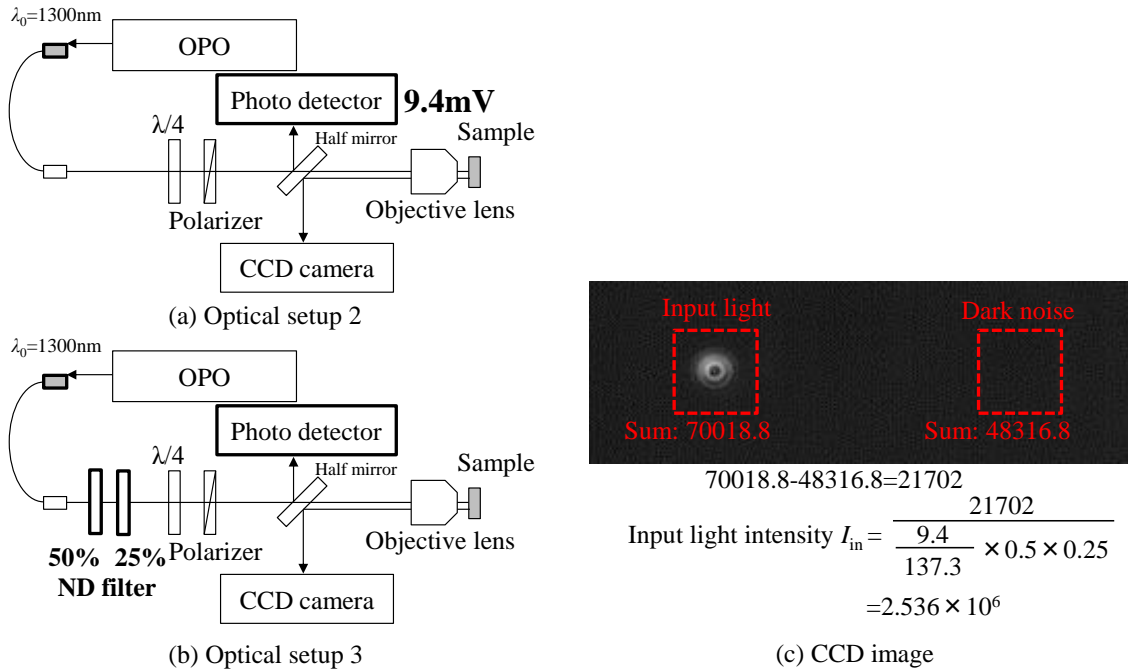 λ₀=1300nm
OPO
Photo detector
9.4mV
λ/4
Half mirror
Sample
Polarizer
Objective lens
CCD camera
(a) Optical setup 2
λ₀=1300nm
OPO
Photo detector
λ/4
Half mirror
Sample
50% 25%
ND filter
Polarizer
Objective lens
CCD camera
(b) Optical setup 3
Input light
Dark noise
Sum: 70018.8
Sum: 48316.8
70018.8-48316.8=21702
Input light intensity Iᵢₙ = 21702 / (9.4 / 137.3 × 0.5 × 0.25)
=2.536 × 10⁶
(c) CCD image